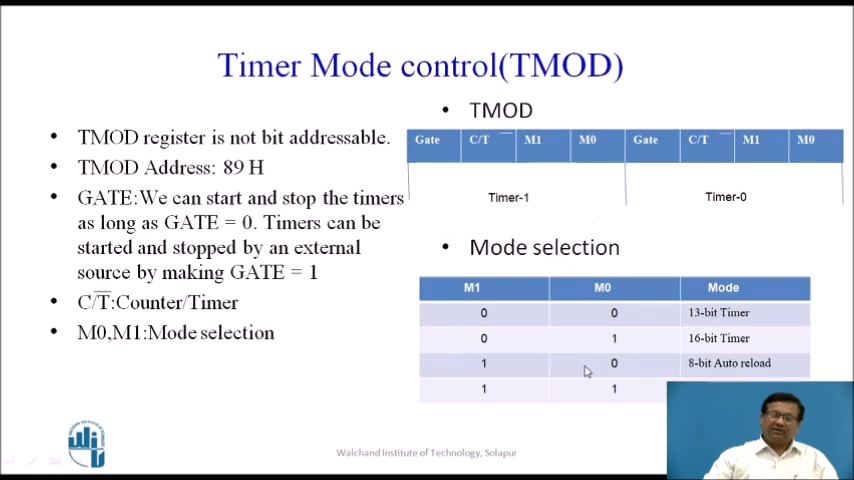 Timer Mode control(TMOD)
• TMOD register is not bit addressable.
• TMOD Address: 89 H
• GATE:We can start and stop the timers
as long as GATE = 0. Timers can be
started and stopped by an external
source by making GATE = 1
• C/T̅:Counter/Timer
• M0,M1:Mode selection
• TMOD
Gate C/T̅ M1 M0 Gate C/T̅ M1 M0
Timer-1 Timer-0
• Mode selection
M1 M0 Mode
0 0 13-bit Timer
0 1 16-bit Timer
1 0 8-bit Auto reload
1 1
Walchand Institute of Technology, Solapur